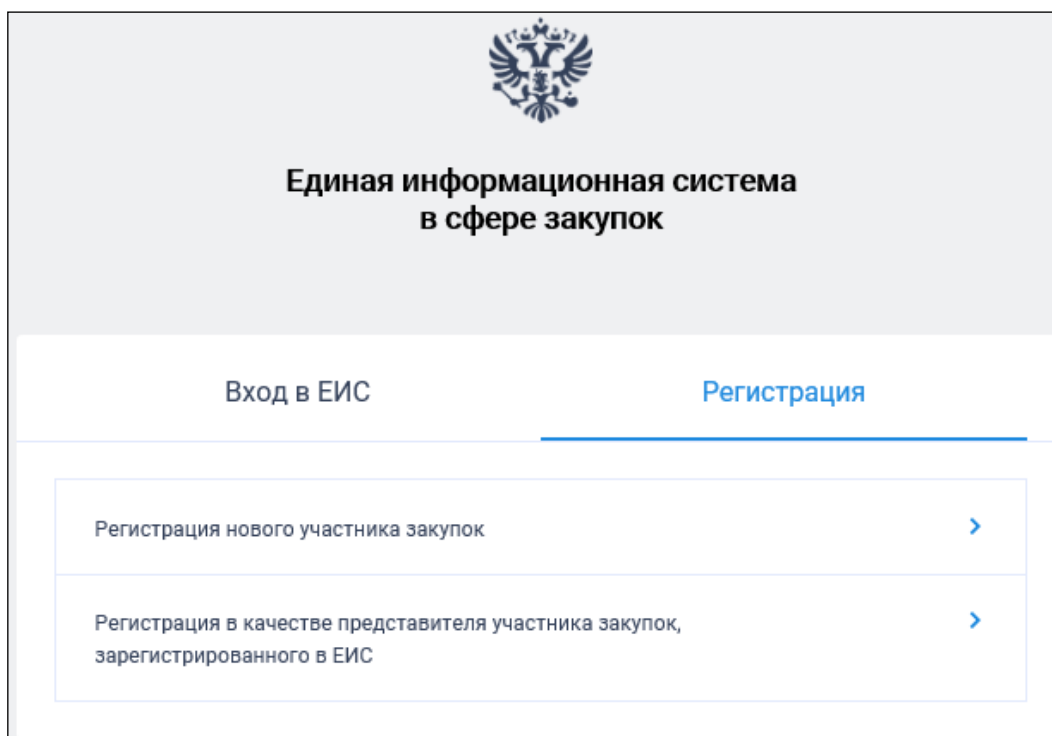 Единая информационная система
в сфере закупок
Вход в ЕИС
Регистрация
Регистрация нового участника закупок
Регистрация в качестве представителя участника закупок,
зарегистрированного в ЕИС